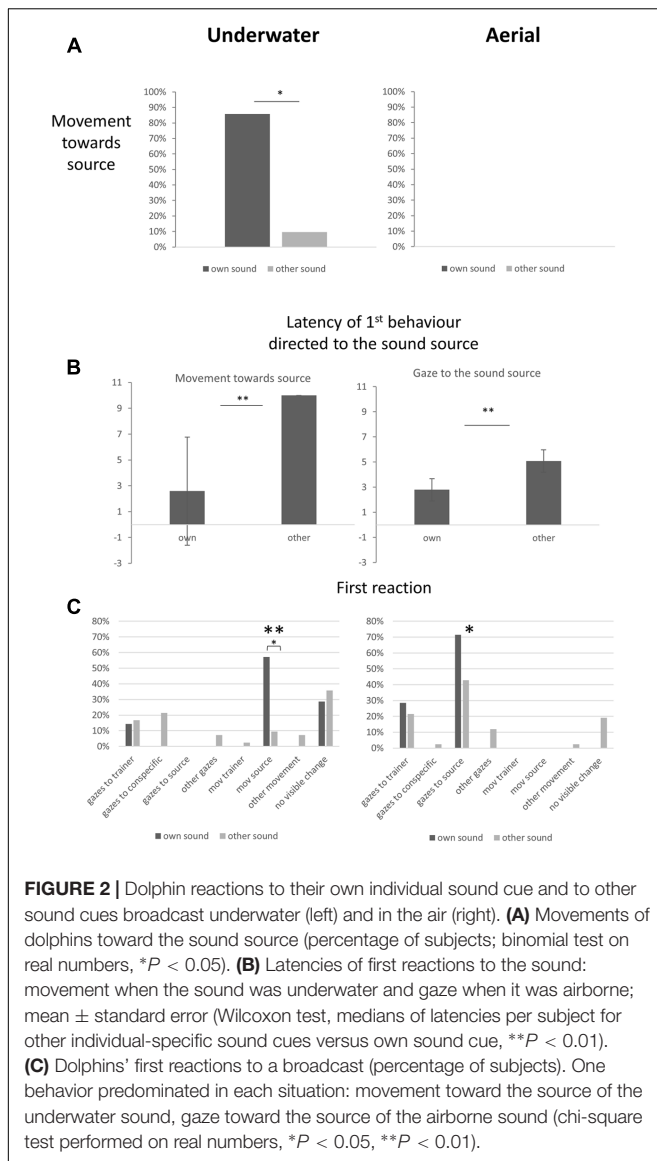 Underwater
Aerial
A
Movement
towards
source
100%
90%
80%
70%
60%
50%
40%
30%
20%
10%
0%
*
own sound
other sound
100%
90%
80%
70%
60%
50%
40%
30%
20%
10%
0%
own sound
other sound
Latency of 1st behaviour
directed to the sound source
B
Movement towards source
11
9
7
5
3
1
-1
-3
**
own
other
Gaze to the sound source
11
9
7
5
3
1
-1
-3
**
own
other
First reaction
C
80%
70%
60%
50%
40%
30%
20%
10%
0%
**
*
gazes to trainer
gazes to conspecific
gazes to source
other gazes
mov trainer
mov source
other movement
no visible change
own sound
other sound
80%
70%
60%
50%
40%
30%
20%
10%
0%
*
gazes to trainer
gazes to conspecific
gazes to source
other gazes
mov trainer
mov source
other movement
no visible change
own sound
other sound
FIGURE 2 | Dolphin reactions to their own individual sound cue and to other
sound cues broadcast underwater (left) and in the air (right). (A) Movements of
dolphins toward the sound source (percentage of subjects; binomial test on
real numbers, *P < 0.05). (B) Latencies of first reactions to the sound:
movement when the sound was underwater and gaze when it was airborne;
mean ± standard error (Wilcoxon test, medians of latencies per subject for
other individual-specific sound cues versus own sound cue, **P < 0.01).
(C) Dolphins' first reactions to a broadcast (percentage of subjects). One
behavior predominated in each situation: movement toward the source of the
underwater sound, gaze toward the source of the airborne sound (chi-square
test performed on real numbers, *P < 0.05, **P < 0.01).